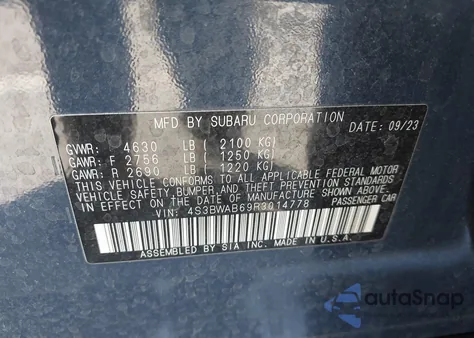 MFD BY SUBARU CORPORATION DATE: 09/23
GVWR: 4630 LB ( 2100 KG)
GAWR: F 2756 LB ( 1250 KG)
GAWR: R 2690 LB ( 1220 KG)
THIS VEHICLE CONFORMS TO ALL APPLICABLE FEDERAL MOTOR
VEHICLE SAFETY, BUMPER, AND THEFT PREVENTION STANDARDS
IN EFFECT ON THE DATE OF MANUFACTURE SHOWN ABOVE.
VIN: 4S3BWAB69R3014778 PASSENGER CAR
ASSEMBLED BY SIA INC. MADE IN U.S.A.
autoSnap